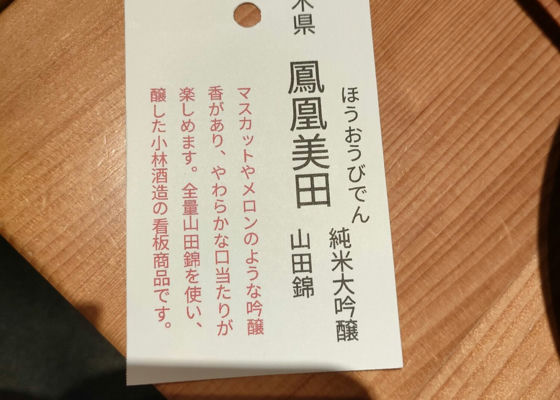 ほうおうびでん 純米大吟醸
木県 鳳凰美田 山田錦
マスカットやメロンのような吟醸
香があり、やわらかな口当たりが
楽しめます。全量山田錦を使い、
醸した小林酒造の看板商品です。